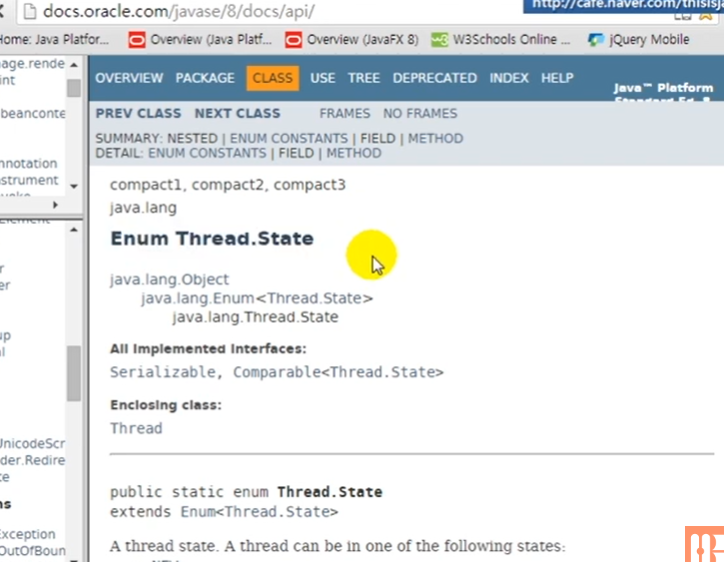 docs.oracle.com/javase/8/docs/api/
http://cafe.naver.com/thisisja
Home: Java Platfor... Overview (Java Platf... Overview (JavaFX 8) W3Schools Online ... jQuery Mobile
OVERVIEW PACKAGE CLASS USE TREE DEPRECATED INDEX HELP
Java™ Platform
Standard Ed. 8
PREV CLASS NEXT CLASS FRAMES NO FRAMES
SUMMARY: NESTED | ENUM CONSTANTS | FIELD | METHOD
DETAIL: ENUM CONSTANTS | FIELD | METHOD
compact1, compact2, compact3
java.lang
Enum Thread.State
java.lang.Object
java.lang.Enum<Thread.State>
java.lang.Thread.State
All Implemented Interfaces:
Serializable, Comparable<Thread.State>
Enclosing class:
Thread
public static enum Thread.State
extends Enum<Thread.State>
A thread state. A thread can be in one of the following states:
age.rende
int
beanconte
nnotation
strument
r
er
up
l
UnicodeScr
der.Redire
te
ns
Exception
OutOfBoun